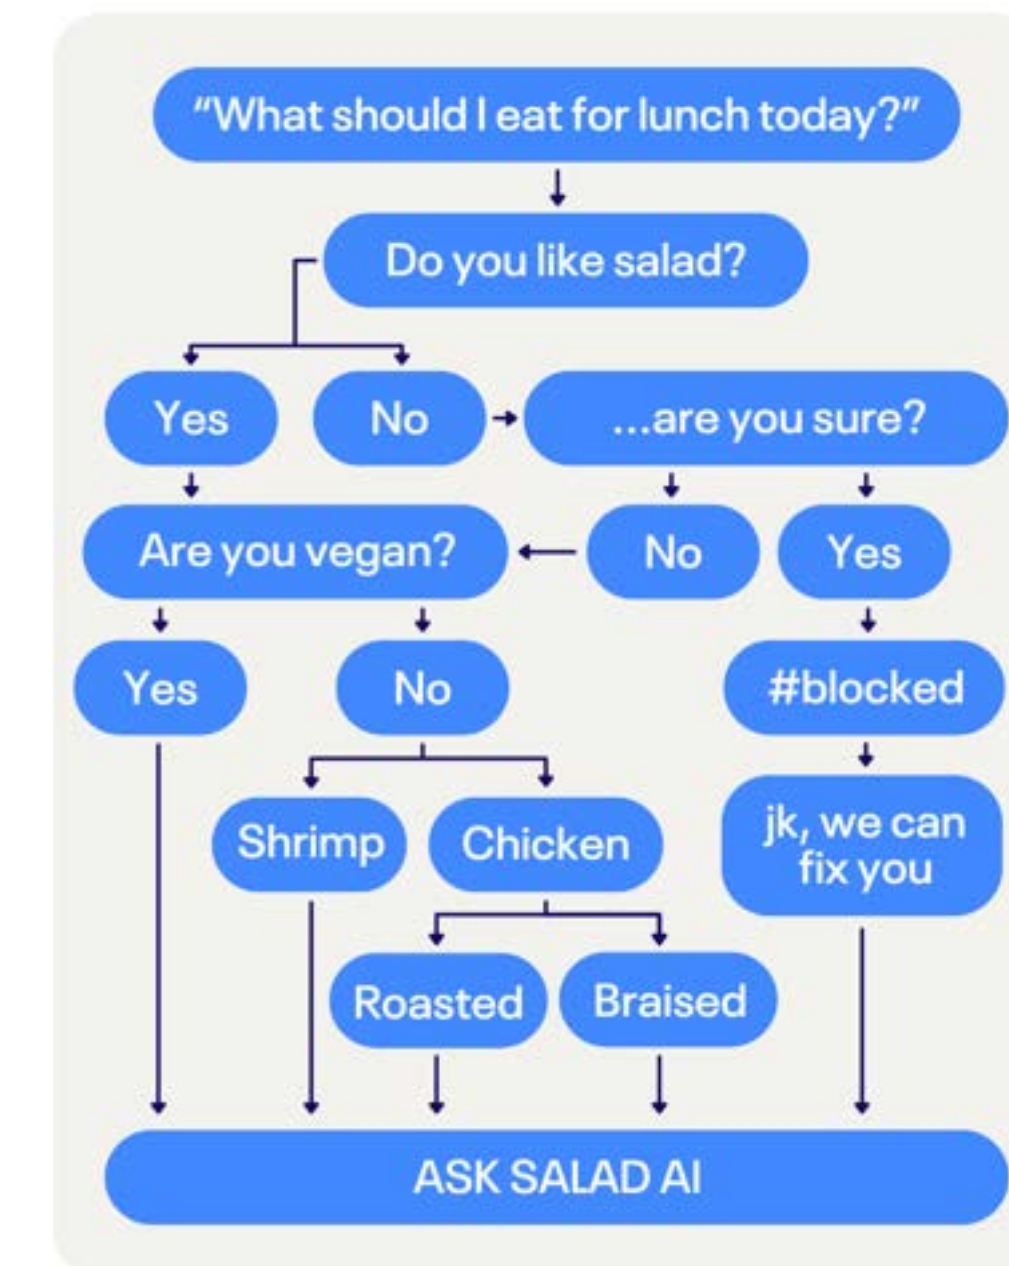 “What should I eat for lunch today?”
Do you like salad?
Yes
No
...are you sure?
Are you vegan?
No
Yes
Yes
No
#blocked
Shrimp
Chicken
jk, we can
fix you
Roasted
Braised
ASK SALAD AI